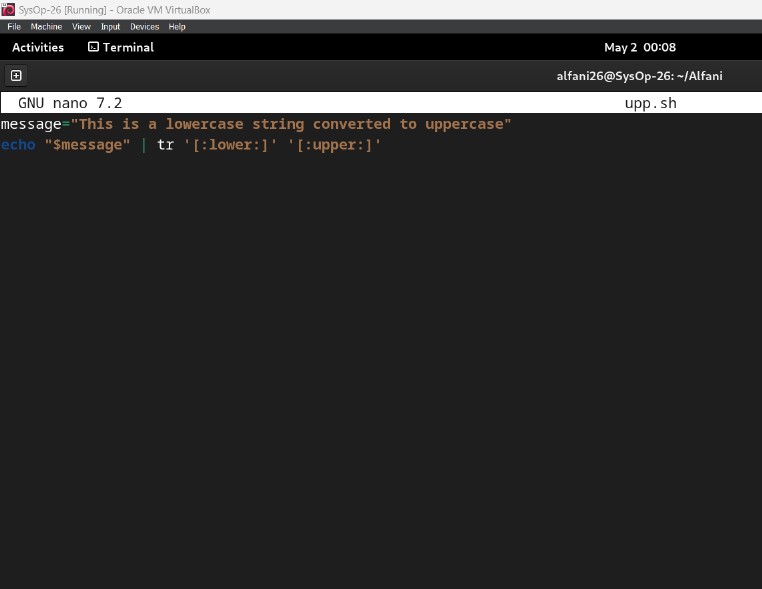 SysOp-26 [Running] - Oracle VM VirtualBox
File Machine View Input Devices Help
Activities Terminal May 2 00:08
alfani26@SysOp-26: ~/Alfani
GNU nano 7.2 upp.sh
message="This is a lowercase string converted to uppercase"
echo "$message" | tr '[:lower:]' '[:upper:]'